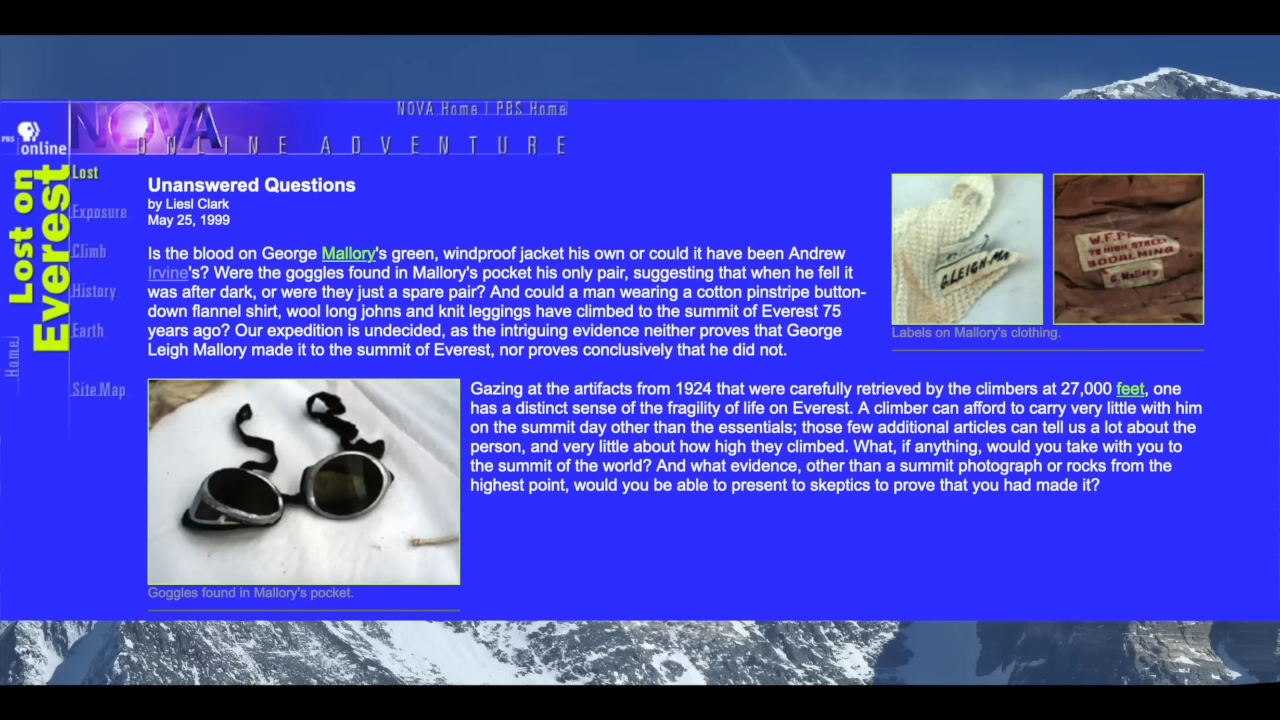 NOVA
NOVA Home | PBS Home
ONLINE ADVENTURE
PBS online
Lost on Everest
Home
Lost
Exposure
Climb
History
Earth
Site Map
Unanswered Questions
by Liesl Clark
May 25, 1999
Is the blood on George Mallory's green, windproof jacket his own or could it have been Andrew
Irvine's? Were the goggles found in Mallory's pocket his only pair, suggesting that when he fell it
was after dark, or were they just a spare pair? And could a man wearing a cotton pinstripe button-
down flannel shirt, wool long johns and knit leggings have climbed to the summit of Everest 75
years ago? Our expedition is undecided, as the intriguing evidence neither proves that George
Leigh Mallory made it to the summit of Everest, nor proves conclusively that he did not.
G.LEIGH-MA
W.F.PA
HIGH STREET
GODALMING
G. Mallory
Labels on Mallory's clothing.
Gazing at the artifacts from 1924 that were carefully retrieved by the climbers at 27,000 feet, one
has a distinct sense of the fragility of life on Everest. A climber can afford to carry very little with him
on the summit day other than the essentials; those few additional articles can tell us a lot about the
person, and very little about how high they climbed. What, if anything, would you take with you to
the summit of the world? And what evidence, other than a summit photograph or rocks from the
highest point, would you be able to present to skeptics to prove that you had made it?
Goggles found in Mallory's pocket.